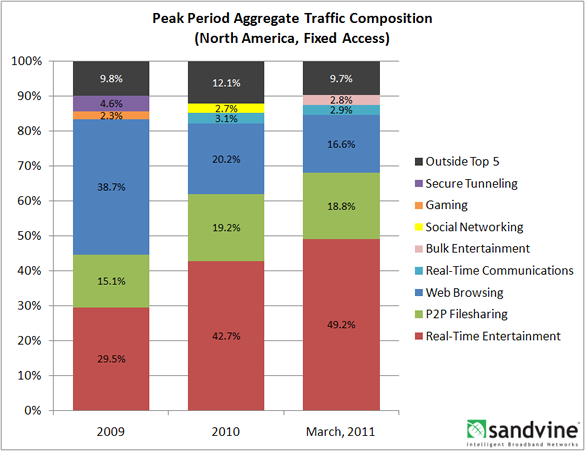 Peak Period Aggregate Traffic Composition
(North America, Fixed Access)
100%
90%
80%
70%
60%
50%
40%
30%
20%
10%
0%
9.8%
4.6%
2.3%
38.7%
15.1%
29.5%
12.1%
2.7%
3.1%
20.2%
19.2%
42.7%
9.7%
2.8%
2.9%
16.6%
18.8%
49.2%
2009
2010
March, 2011
Outside Top 5
Secure Tunneling
Gaming
Social Networking
Bulk Entertainment
Real-Time Communications
Web Browsing
P2P Filesharing
Real-Time Entertainment
sandvine
Intelligent Broadband Networks